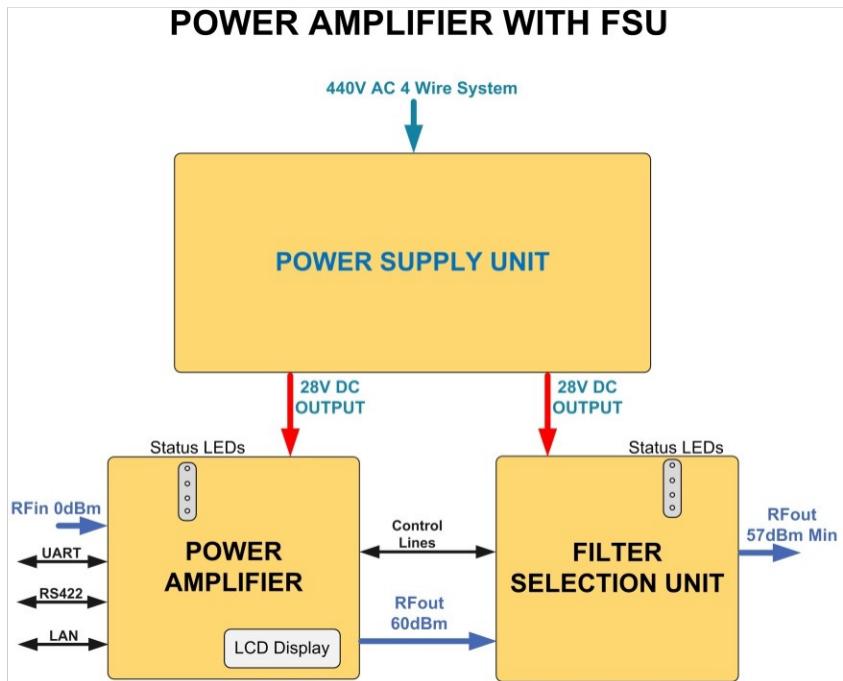 POWER AMPLIFIER WITH FSU
440V AC 4 Wire System
POWER SUPPLY UNIT
28V DC
OUTPUT
28V DC
OUTPUT
Status LEDs
Status LEDs
RFin 0dBm
UART
RS422
LAN
POWER
AMPLIFIER
LCD Display
Control
Lines
RFout
60dBm
FILTER
SELECTION UNIT
RFout
57dBm Min